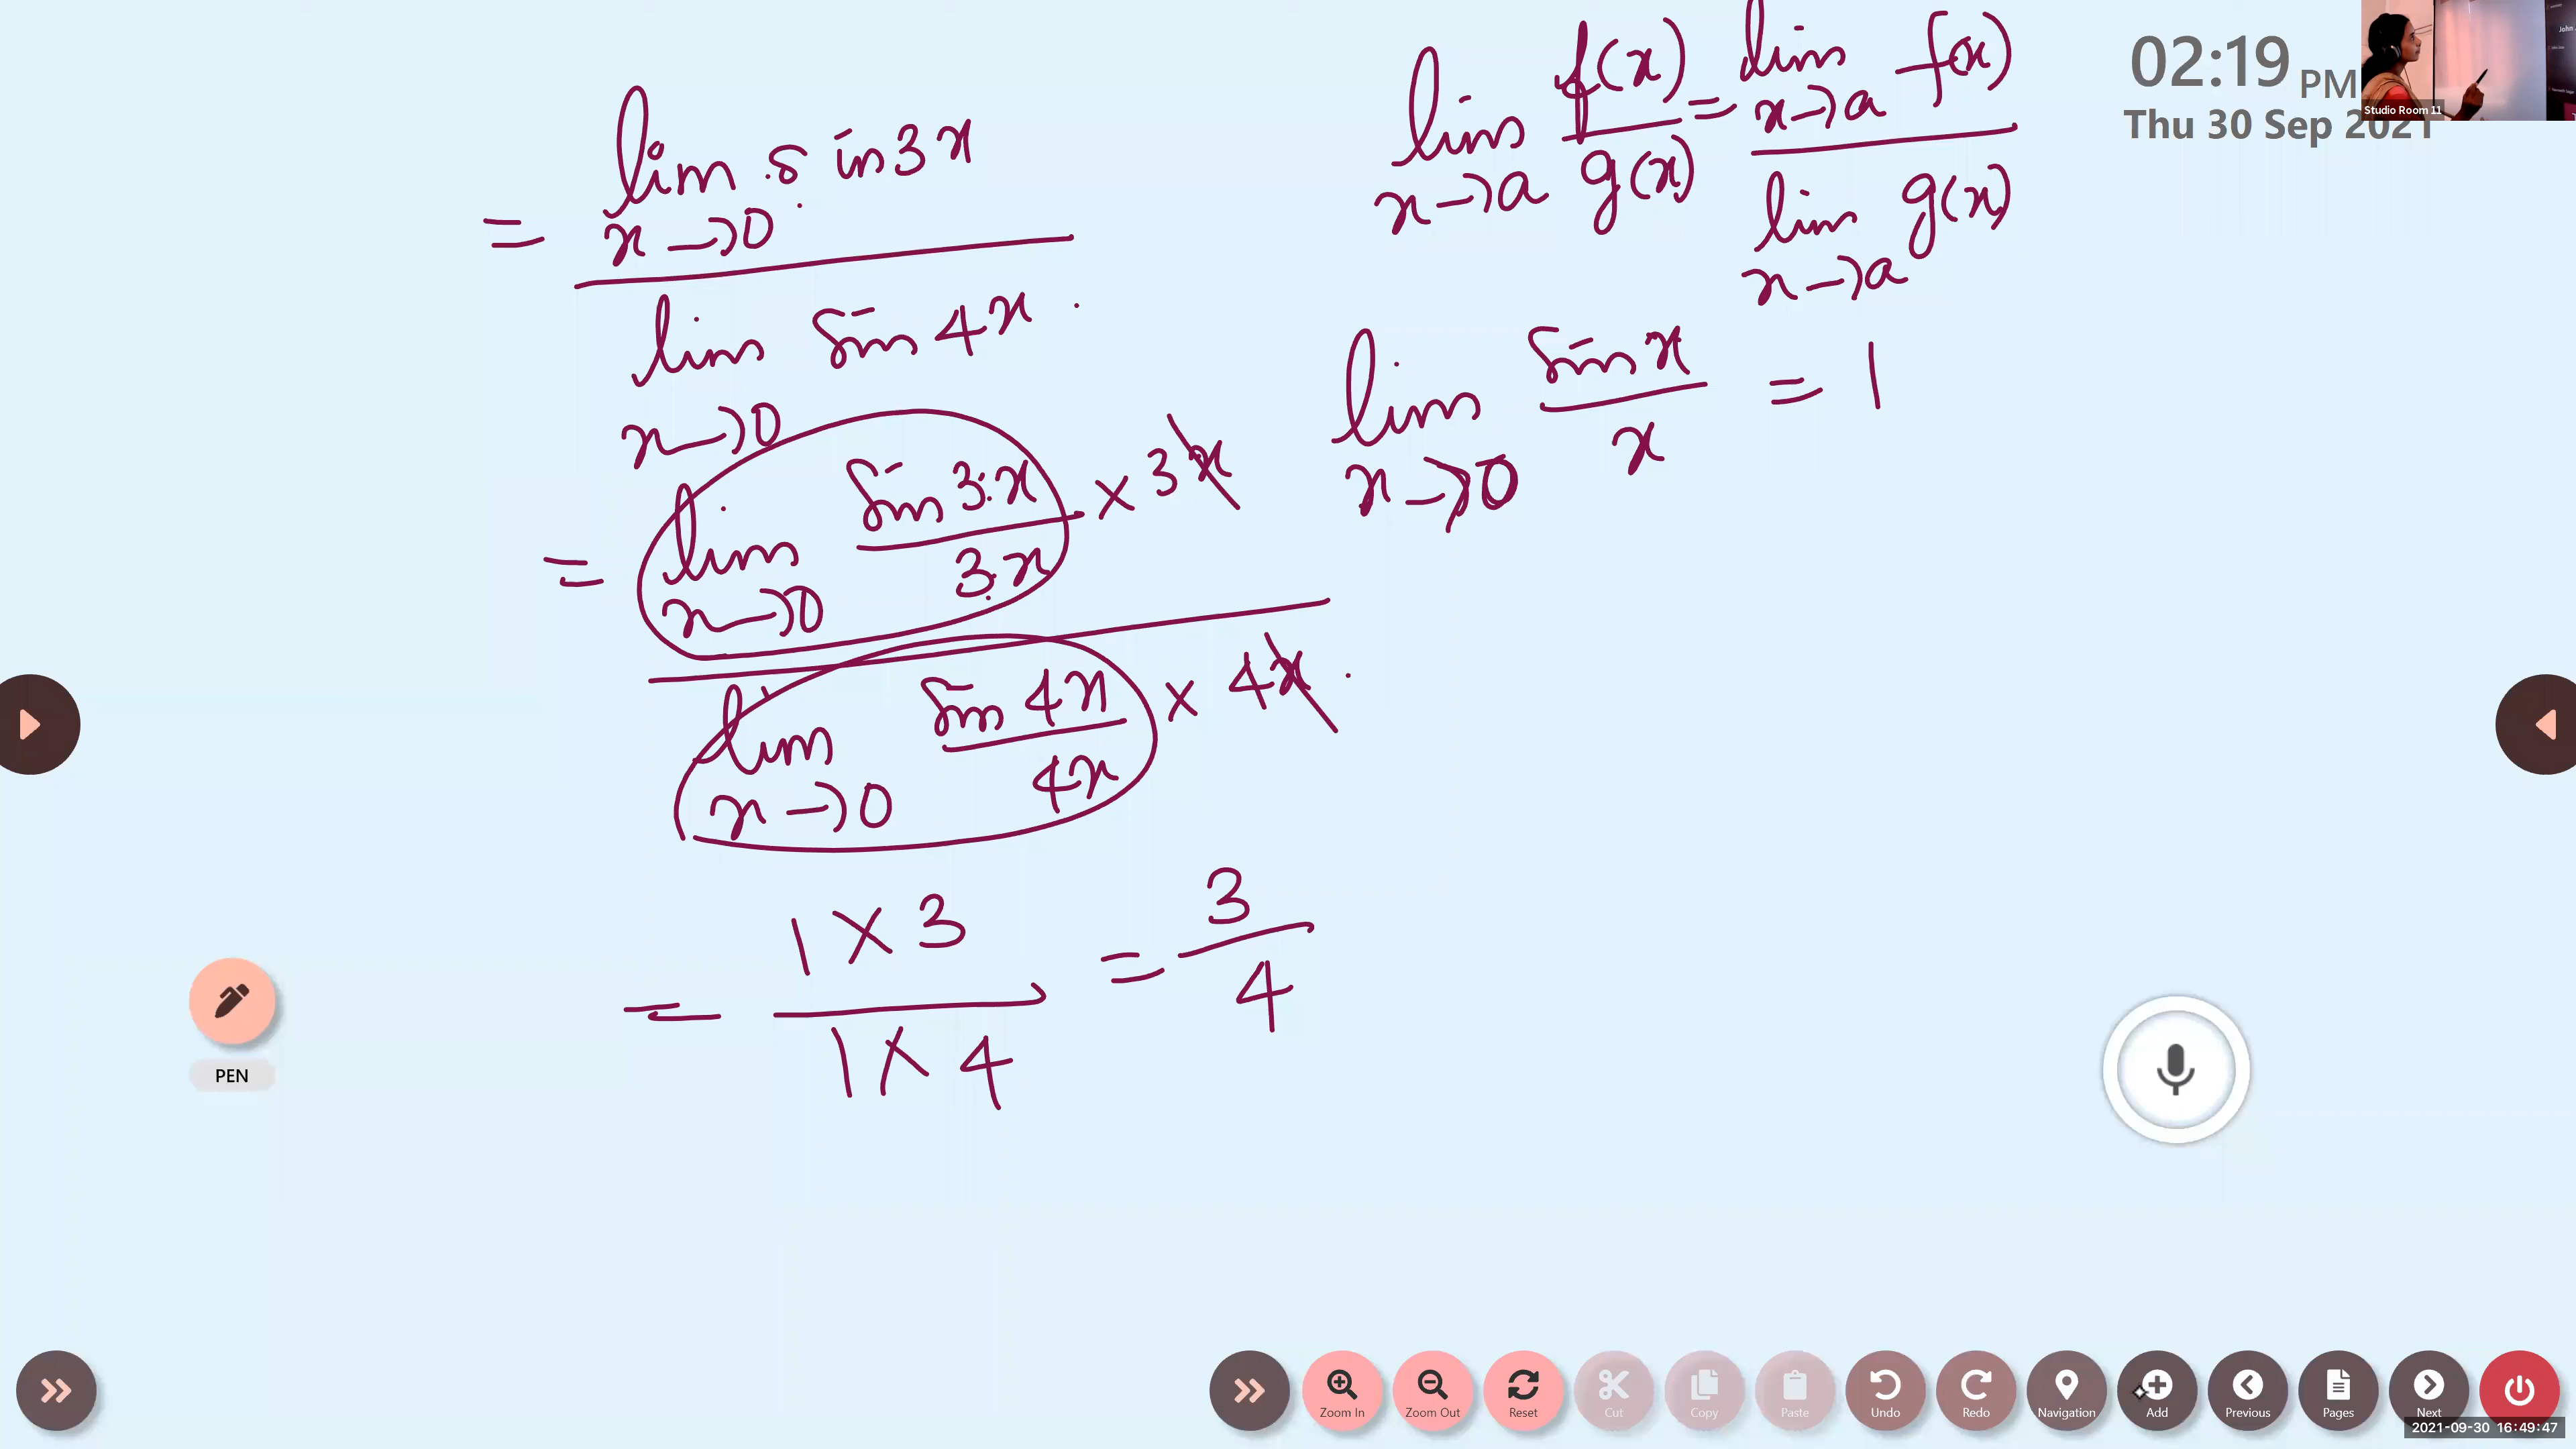 = lim sin3x
x→0
lim sin 4x
x→0
= lim sin 3x × 3x
x→0 3x
lim sin 4x × 4x
x→0 4x
= 1 × 3 = 3
1 × 4 4
lim f(x) = lim f(x)
x→a g(x) x→a
lim g(x)
x→a
lim sin x = 1
x→0 x
02:19 PM
Thu 30 Sep 2021
Studio Room 11
PEN
Zoom In
Zoom Out
Reset
Cut
Copy
Paste
Undo
Redo
Navigation
Add
Previous
Pages
Next
2021-09-30 16:49:47